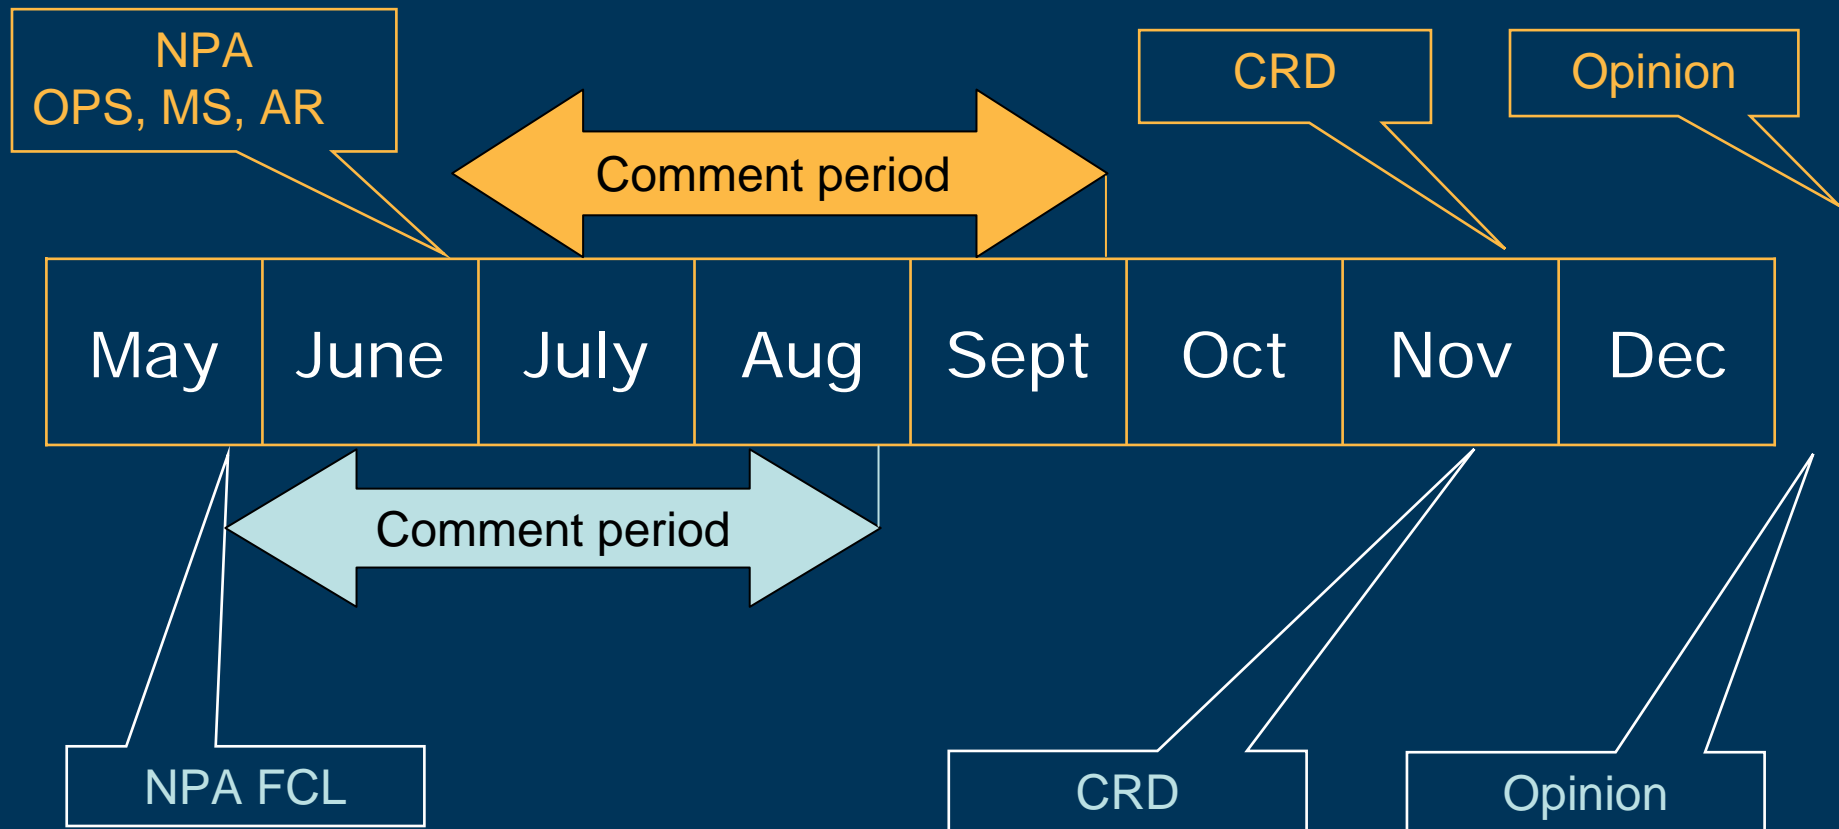 NPA
OPS, MS, AR
CRD
Opinion
Comment period
May June July Aug Sept Oct Nov Dec
Comment period
NPA FCL
CRD
Opinion